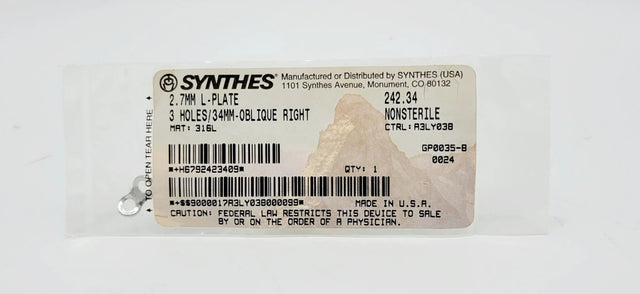 SYNTHES® Manufactured or Distributed by SYNTHES (USA)
1101 Synthes Avenue, Monument, CO 80132
2.7MM L-PLATE 242.34
3 HOLES/34MM-OBLIQUE RIGHT NONSTERILE
MAT: 316L CTRL: A3LY03B
GP0035-B
0024
*+H6792423409* QTY: 1
*+$$9000017A3LY03B000099* MADE IN U.S.A.
CAUTION: FEDERAL LAW RESTRICTS THIS DEVICE TO SALE
BY OR ON THE ORDER OF A PHYSICIAN.
TO OPEN TEAR HERE